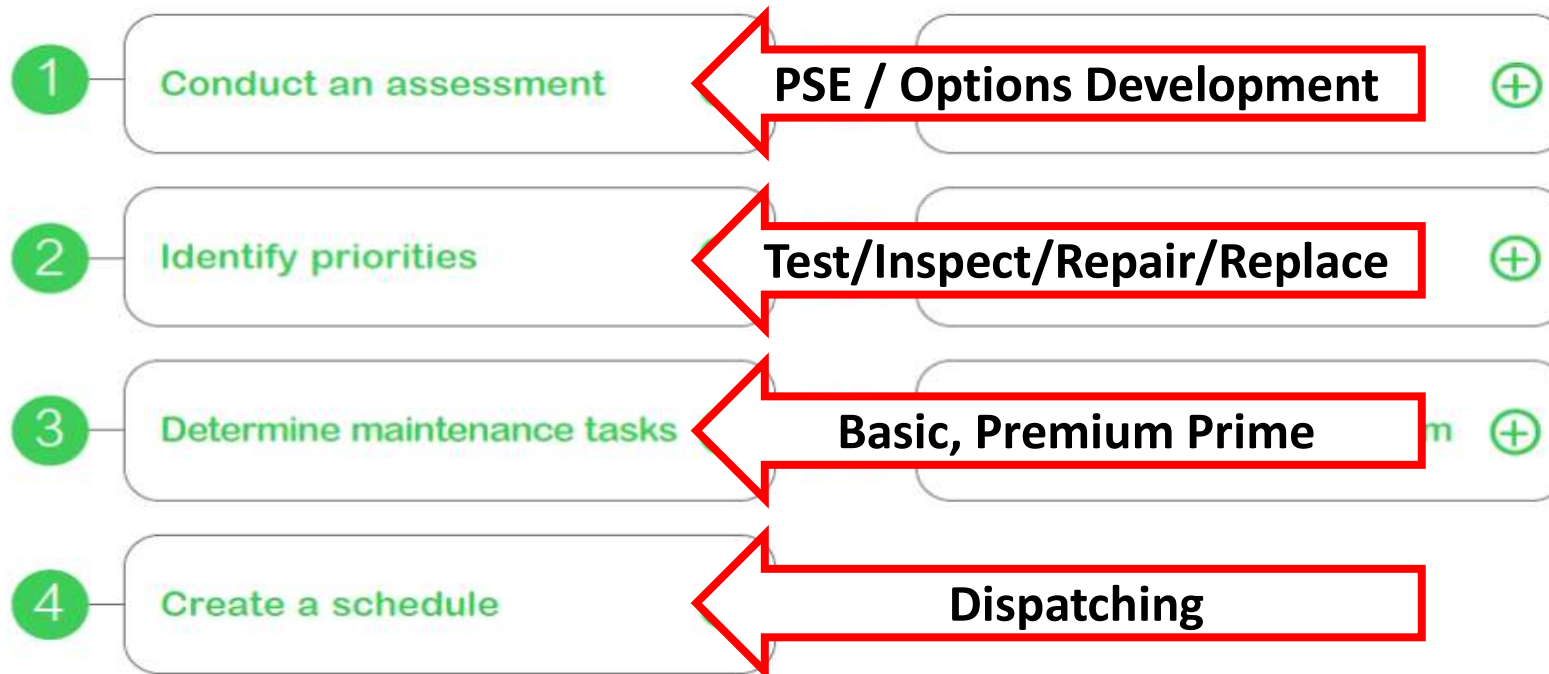 1
Conduct an assessment
PSE / Options Development
2
Identify priorities
Test/Inspect/Repair/Replace
3
Determine maintenance tasks
Basic, Premium Prime
m
4
Create a schedule
Dispatching